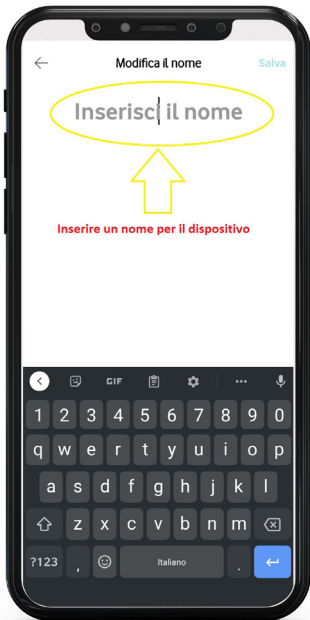 Modifica il nome
Salva
Inserisci il nome
Inserire un nome per il dispositivo
GIF
1 2 3 4 5 6 7 8 9 0
q w e r t y u i o p
a s d f g h j k l
z x c v b n m
?123 , Italiano .